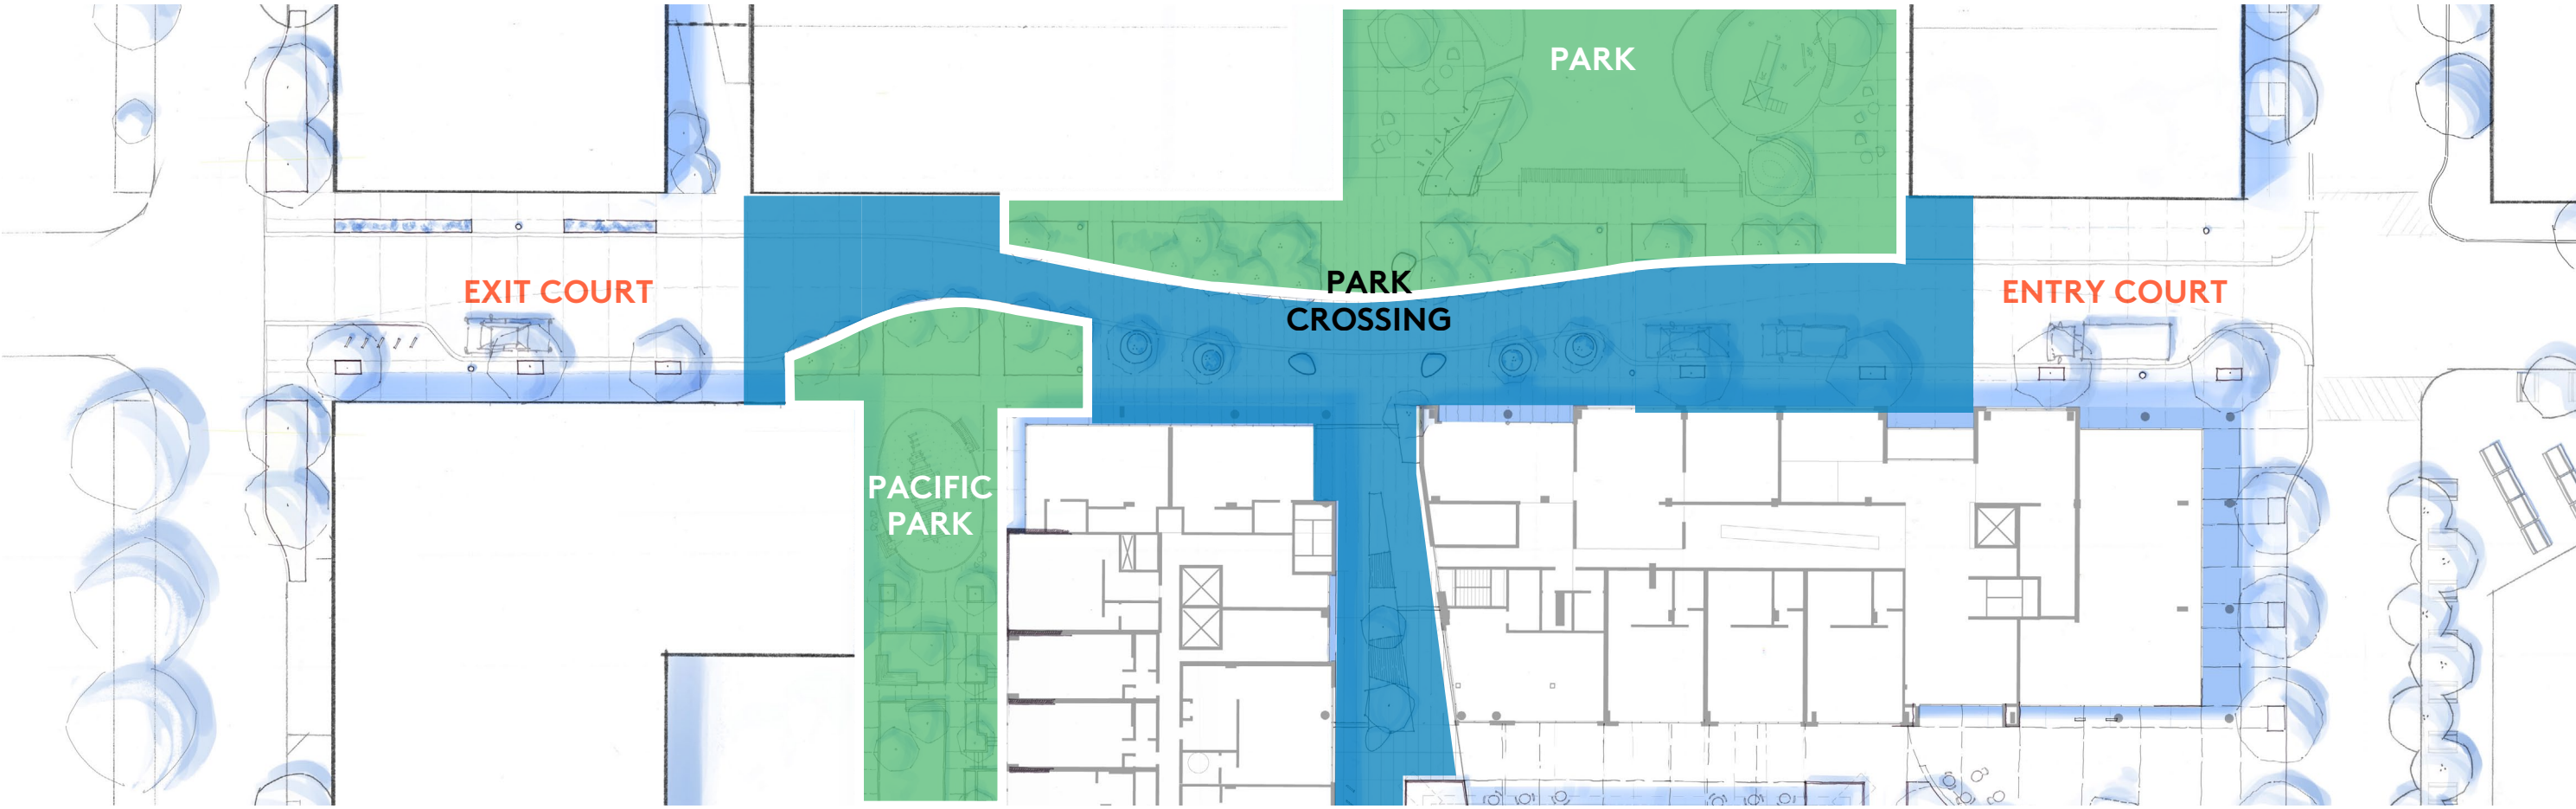 PARK
EXIT COURT
PARK
CROSSING
ENTRY COURT
PACIFIC
PARK